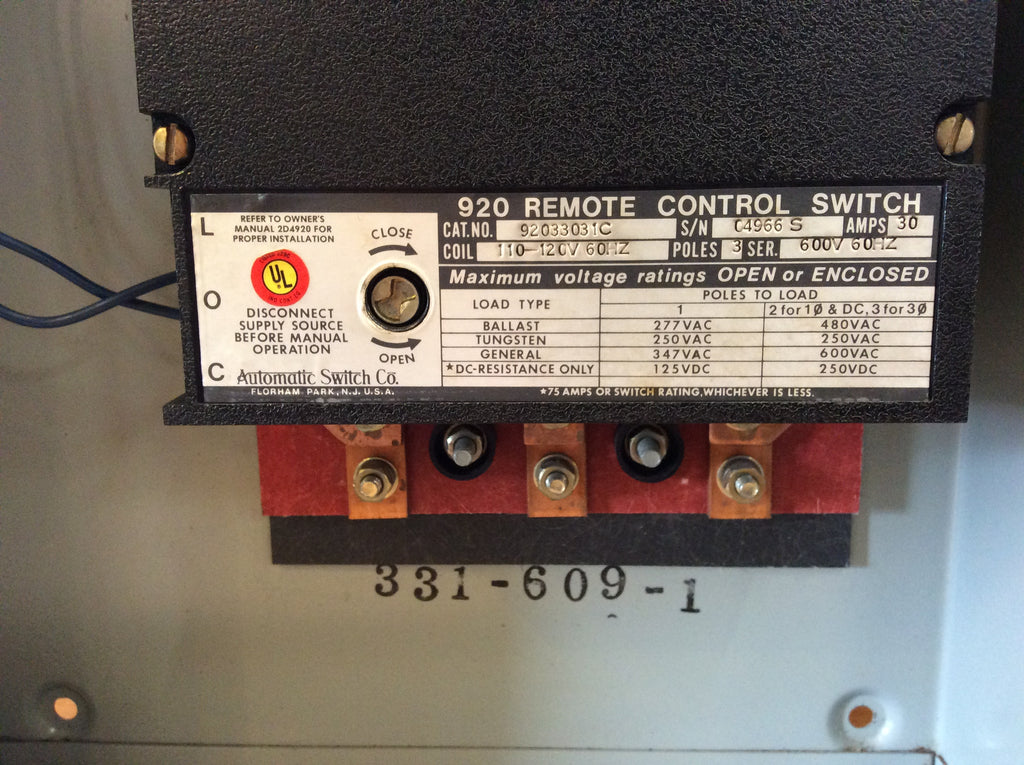 L
O
C
REFER TO OWNER'S
MANUAL 2D4920 FOR
PROPER INSTALLATION
UL
DISCONNECT
SUPPLY SOURCE
BEFORE MANUAL
OPERATION
CLOSE
OPEN
Automatic Switch Co.
FLORHAM PARK, N.J. U.S.A.
920 REMOTE CONTROL SWITCH
CAT.NO. 92033031C S/N 04966 S AMPS 30
COIL 110-120V 60HZ POLES 3 SER. 600V 60HZ
Maximum voltage ratings OPEN or ENCLOSED
LOAD TYPE POLES TO LOAD
1 2 for 1Ø & DC, 3 for 3Ø
BALLAST 277VAC 480VAC
TUNGSTEN 250VAC 250VAC
GENERAL 347VAC 600VAC
*DC-RESISTANCE ONLY 125VDC 250VDC
*75 AMPS OR SWITCH RATING, WHICHEVER IS LESS.
331-609-1